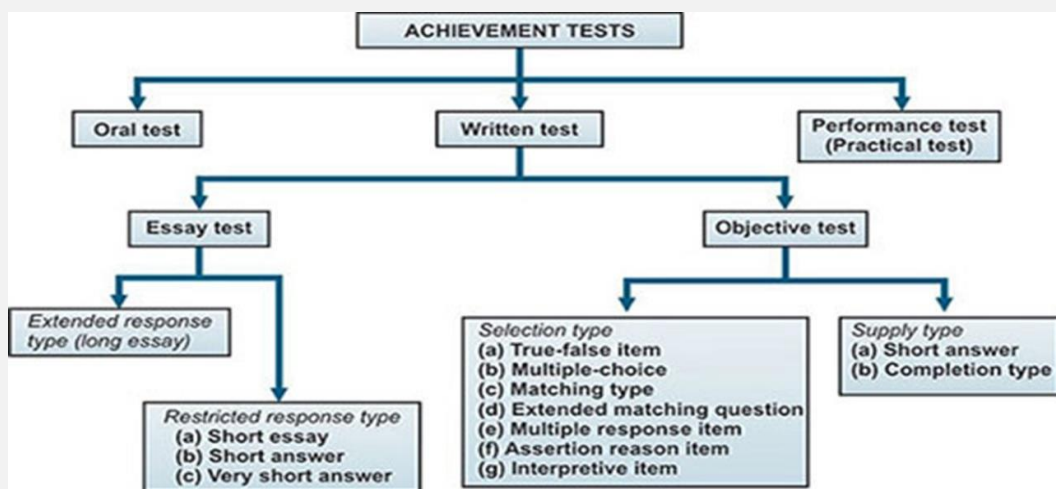 ACHIEVEMENT TESTS
Oral test
Written test
Performance test
(Practical test)
Essay test
Objective test
Extended response
type (long essay)
Selection type
(a) True-false item
(b) Multiple-choice
(c) Matching type
(d) Extended matching question
(e) Multiple response item
(f) Assertion reason item
(g) Interpretive item
Supply type
(a) Short answer
(b) Completion type
Restricted response type
(a) Short essay
(b) Short answer
(c) Very short answer